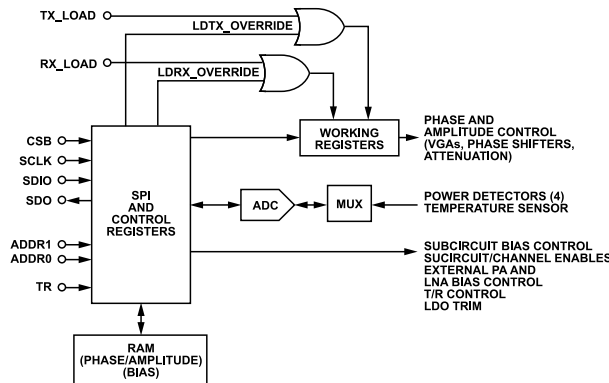 TX_LOAD
LDTX_OVERRIDE
RX_LOAD
LDRX_OVERRIDE
CSB
SCLK
SDIO
SDO
ADDR1
ADDR0
TR
SPI
AND
CONTROL
REGISTERS
WORKING
REGISTERS
PHASE AND
AMPLITUDE CONTROL
(VGAs, PHASE SHIFTERS,
ATTENUATION)
ADC
MUX
POWER DETECTORS (4)
TEMPERATURE SENSOR
SUBCIRCUIT BIAS CONTROL
SUCIRCUIT/CHANNEL ENABLES
EXTERNAL PA AND
LNA BIAS CONTROL
T/R CONTROL
LDO TRIM
RAM
(PHASE/AMPLITUDE)
(BIAS)